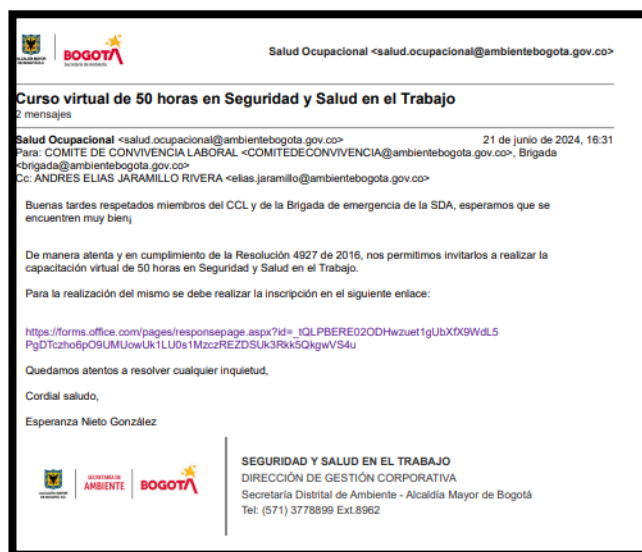 BOGOTÁ
Salud Ocupacional <salud.ocupacional@ambientebogota.gov.co>
Curso virtual de 50 horas en Seguridad y Salud en el Trabajo
2 mensajes
Salud Ocupacional <salud.ocupacional@ambientebogota.gov.co> 21 de junio de 2024, 16:31
Para: COMITE DE CONVIVENCIA LABORAL <COMITEDECONVIVENCIA@ambientebogota.gov.co>, Brigada
<brigada@ambientebogota.gov.co>
Cc: ANDRES ELIAS JARAMILLO RIVERA <elias.jaramillo@ambientebogota.gov.co>
Buenas tardes respetados miembros del CCL y de la Brigada de emergencia de la SDA, esperamos que se
encuentren muy bien¡
De manera atenta y en cumplimiento de la Resolución 4927 de 2016, nos permitimos invitarlos a realizar la
capacitación virtual de 50 horas en Seguridad y Salud en el Trabajo.
Para la realización del mismo se debe realizar la inscripción en el siguiente enlace:
https://forms.office.com/pages/responsepage.aspx?id=_tQLPBERE02ODHwzuet1gUbXfX9WdL5
PgDTczho6pO9UMUowUk1LU0s1MzczREZDSUk3Rkk5QkgwVS4u
Quedamos atentos a resolver cualquier inquietud,
Cordial saludo,
Esperanza Nieto González
SECRETARÍA DE
AMBIENTE
BOGOTÁ
SEGURIDAD Y SALUD EN EL TRABAJO
DIRECCIÓN DE GESTIÓN CORPORATIVA
Secretaría Distrital de Ambiente - Alcaldía Mayor de Bogotá
Tel: (571) 3778899 Ext.8962